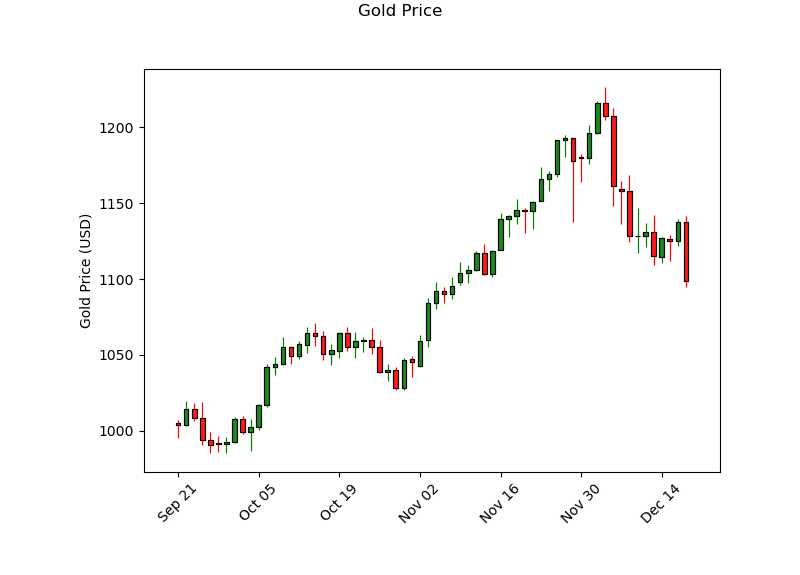 Gold Price
Gold Price (USD)
1200
1150
1100
1050
1000
Sep 21
Oct 05
Oct 19
Nov 02
Nov 16
Nov 30
Dec 14